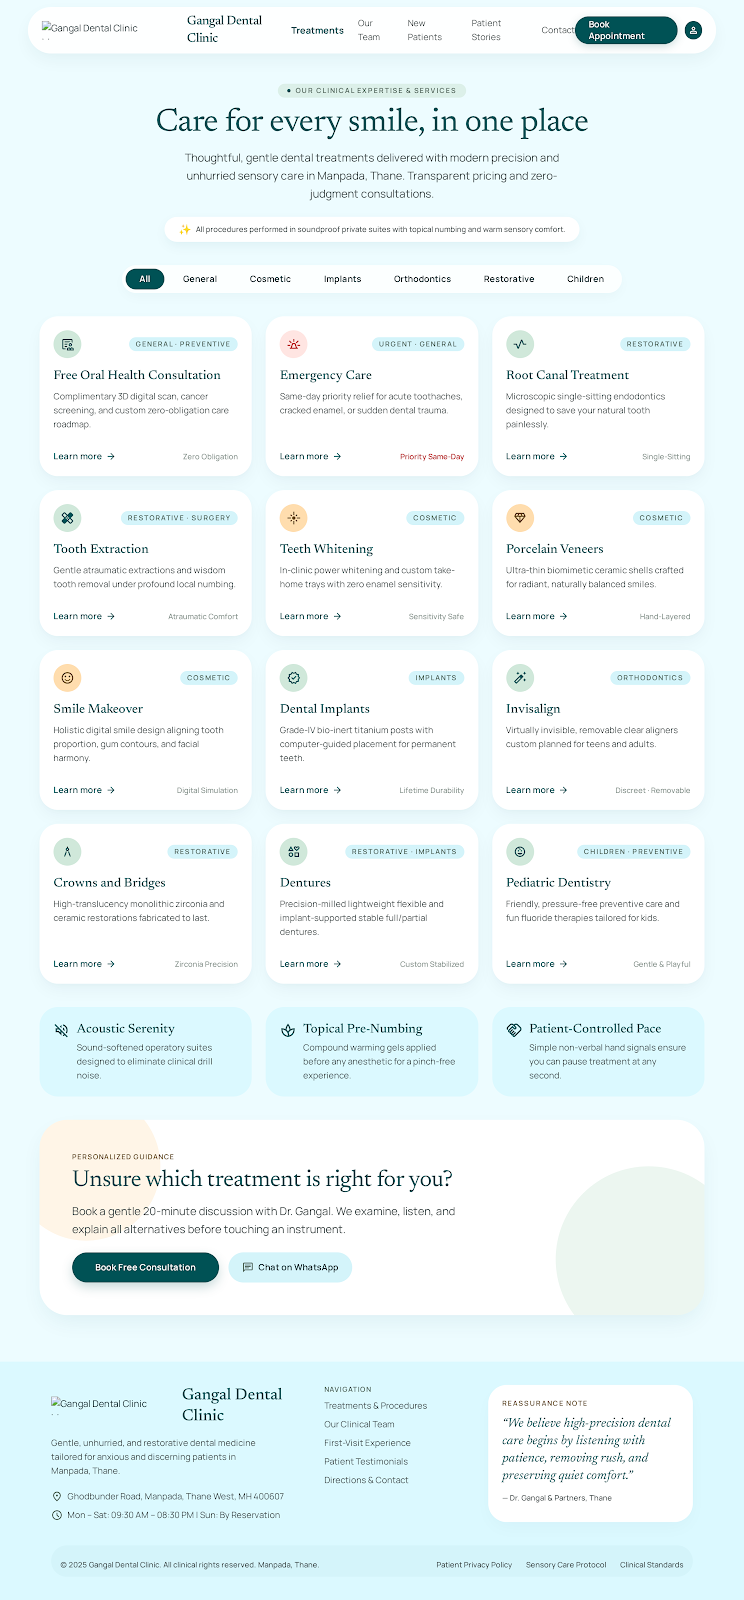 Gangal Dental Clinic
Gangal Dental
Clinic
Treatments
Our
Team
New
Patients
Patient
Stories
Contact
Book
Appointment
OUR CLINICAL EXPERTISE & SERVICES
Care for every smile, in one place
Thoughtful, gentle dental treatments delivered with modern precision and
unhurried sensory care in Manpada, Thane. Transparent pricing and zero-
judgment consultations.
✨ All procedures performed in soundproof private suites with topical numbing and warm sensory comfort.
All General Cosmetic Implants Orthodontics Restorative Children
GENERAL · PREVENTIVE
Free Oral Health Consultation
Complimentary 3D digital scan, cancer
screening, and custom zero-obligation care
roadmap.
Learn more → Zero Obligation
URGENT · GENERAL
Emergency Care
Same-day priority relief for acute toothaches,
cracked enamel, or sudden dental trauma.
Learn more → Priority Same-Day
RESTORATIVE
Root Canal Treatment
Microscopic single-sitting endodontics
designed to save your natural tooth
painlessly.
Learn more → Single-Sitting
RESTORATIVE · SURGERY
Tooth Extraction
Gentle atraumatic extractions and wisdom
tooth removal under profound local numbing.
Learn more → Atraumatic Comfort
COSMETIC
Teeth Whitening
In-clinic power whitening and custom take-
home trays with zero enamel sensitivity.
Learn more → Sensitivity Safe
COSMETIC
Porcelain Veneers
Ultra-thin biomimetic ceramic shells crafted
for radiant, naturally balanced smiles.
Learn more → Hand-Layered
COSMETIC
Smile Makeover
Holistic digital smile design aligning tooth
proportion, gum contours, and facial
harmony.
Learn more → Digital Simulation
IMPLANTS
Dental Implants
Grade-IV bio-inert titanium posts with
computer-guided placement for permanent
teeth.
Learn more → Lifetime Durability
ORTHODONTICS
Invisalign
Virtually invisible, removable clear aligners
custom planned for teens and adults.
Learn more → Discreet · Removable
RESTORATIVE
Crowns and Bridges
High-translucency monolithic zirconia and
ceramic restorations fabricated to last.
Learn more → Zirconia Precision
RESTORATIVE · IMPLANTS
Dentures
Precision-milled lightweight flexible and
implant-supported stable full/partial
dentures.
Learn more → Custom Stabilized
CHILDREN · PREVENTIVE
Pediatric Dentistry
Friendly, pressure-free preventive care and
fun fluoride therapies tailored for kids.
Learn more → Gentle & Playful
Acoustic Serenity
Sound-softened operatory suites
designed to eliminate clinical drill
noise.
Topical Pre-Numbing
Compound warming gels applied
before any anesthetic for a pinch-free
experience.
Patient-Controlled Pace
Simple non-verbal hand signals ensure
you can pause treatment at any
second.
PERSONALIZED GUIDANCE
Unsure which treatment is right for you?
Book a gentle 20-minute discussion with Dr. Gangal. We examine, listen, and
explain all alternatives before touching an instrument.
Book Free Consultation
Chat on WhatsApp
Gangal Dental Clinic
Gangal Dental
Clinic
Gentle, unhurried, and restorative dental medicine
tailored for anxious and discerning patients in
Manpada, Thane.
Ghodbunder Road, Manpada, Thane West, MH 400607
Mon – Sat: 09:30 AM – 08:30 PM | Sun: By Reservation
NAVIGATION
Treatments & Procedures
Our Clinical Team
First-Visit Experience
Patient Testimonials
Directions & Contact
REASSURANCE NOTE
“We believe high-precision dental
care begins by listening with
patience, removing rush, and
preserving quiet comfort.”
— Dr. Gangal & Partners, Thane
© 2025 Gangal Dental Clinic. All clinical rights reserved. Manpada, Thane.
Patient Privacy Policy Sensory Care Protocol Clinical Standards